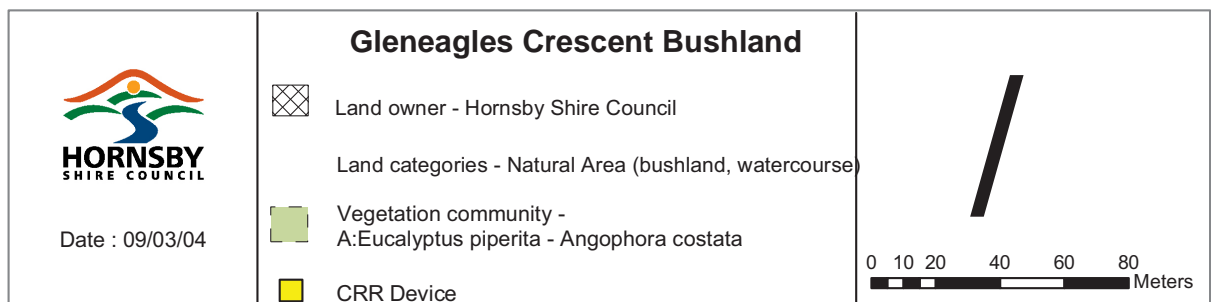 HORNSBY
SHIRE COUNCIL
Date : 09/03/04
Gleneagles Crescent Bushland
Land owner - Hornsby Shire Council
Land categories - Natural Area (bushland, watercourse)
Vegetation community -
A:Eucalyptus piperita - Angophora costata
CRR Device
0 10 20 40 60 80
Meters